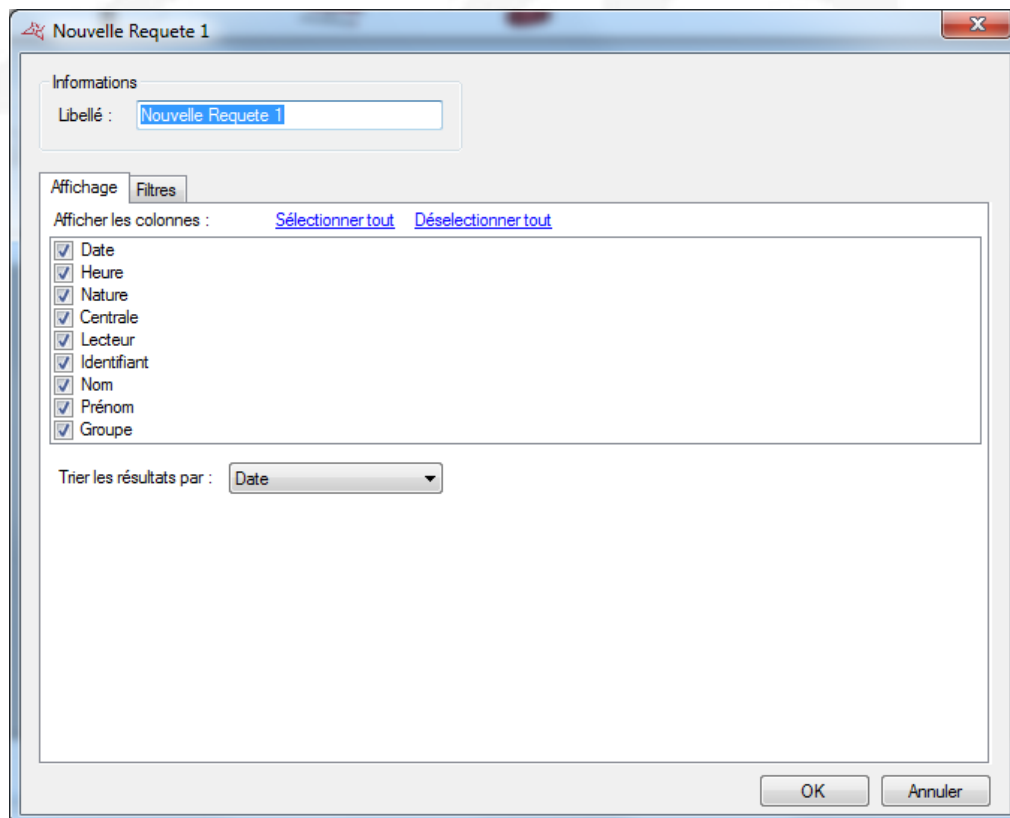 Nouvelle Requete 1
Informations
Libellé : Nouvelle Requete 1
Affichage Filtres
Afficher les colonnes : Sélectionner tout Déselectionner tout
Date
Heure
Nature
Centrale
Lecteur
Identifiant
Nom
Prénom
Groupe
Trier les résultats par : Date
OK Annuler